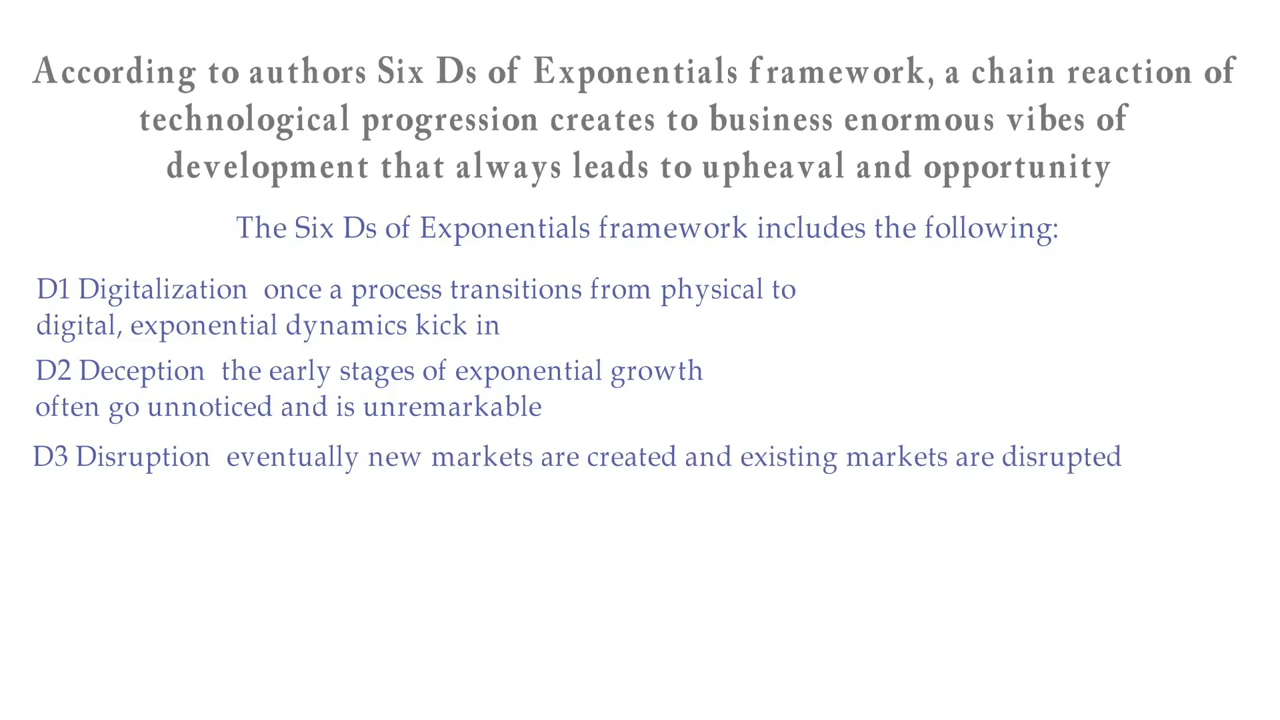 According to authors Six Ds of Exponentials framework, a chain reaction of
technological progression creates to business enormous vibes of
development that always leads to upheaval and opportunity
The Six Ds of Exponentials framework includes the following:
D1 Digitalization once a process transitions from physical to
digital, exponential dynamics kick in
D2 Deception the early stages of exponential growth
often go unnoticed and is unremarkable
D3 Disruption eventually new markets are created and existing markets are disrupted